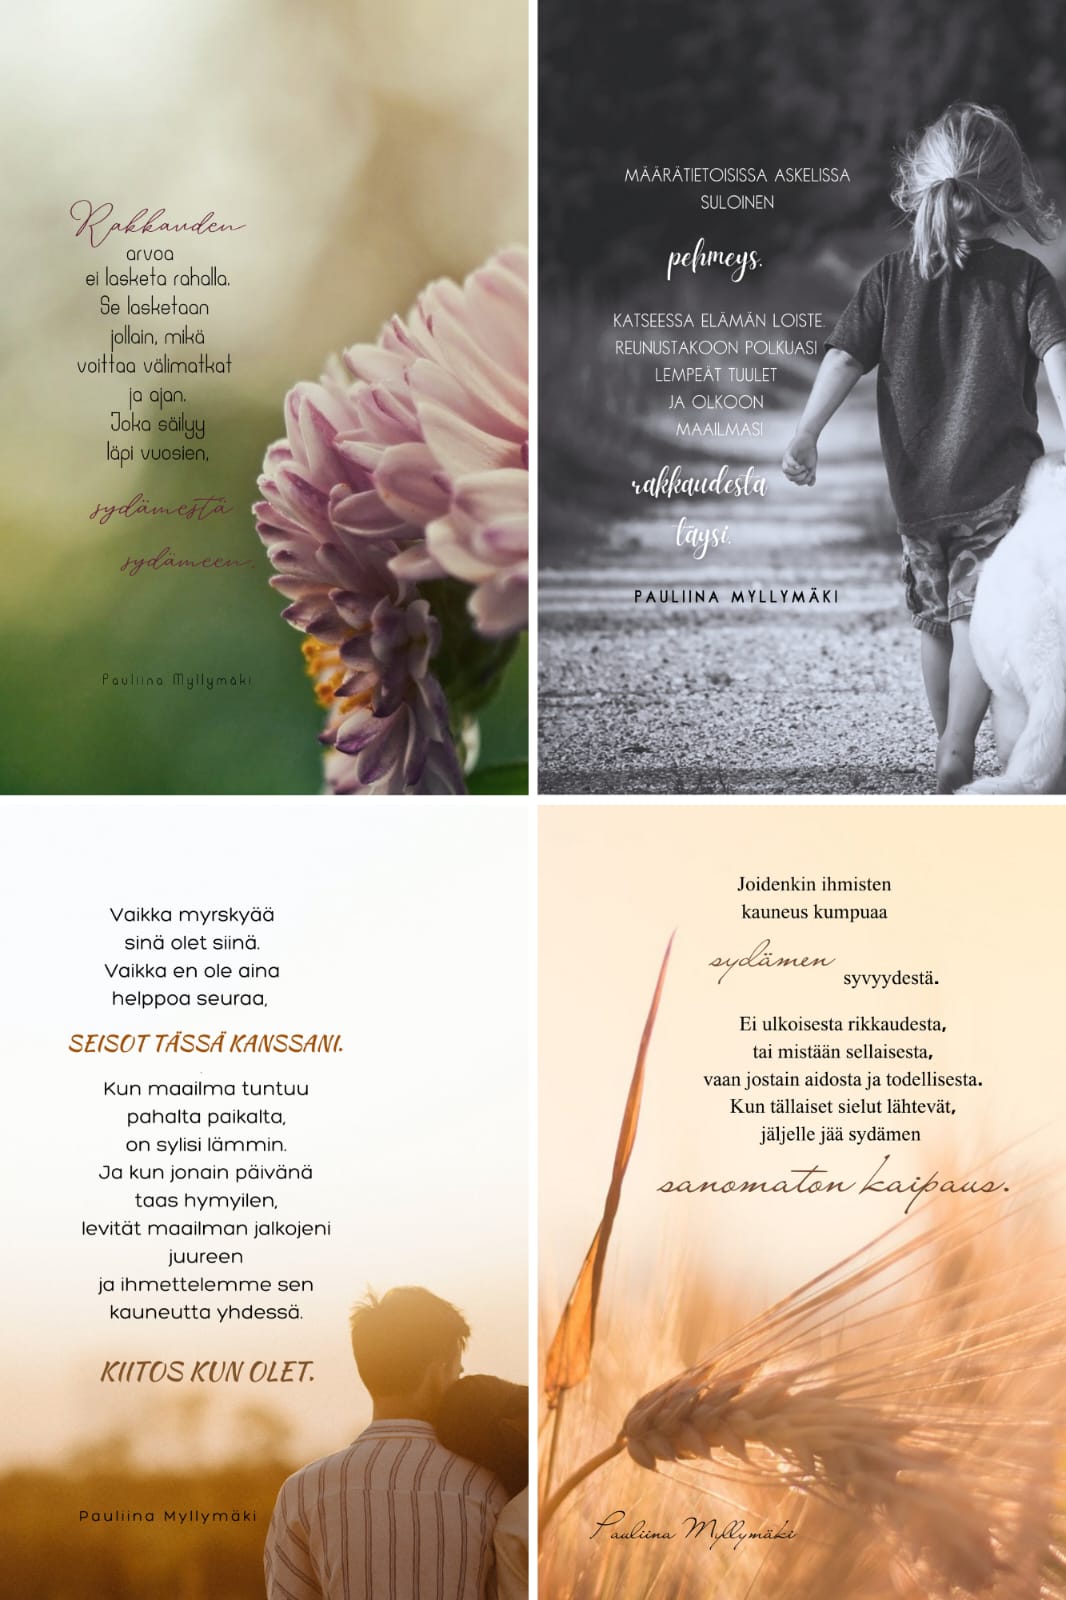 Rakkauden
arvoa
ei lasketa rahalla.
Se lasketaan
jollain, mikä
voittaa välimatkat
ja ajan.
Joka säilyy
läpi vuosien,
sydämestä
sydämeen.
Pauliina Myllymäki
MÄÄRÄTIETOISISSA ASKELISSA
SULOINEN
pehmeys.
KATSEESSA ELÄMÄN LOISTE.
REUNUSTAKOON POLKUASI
LEMPEÄT TUULET
JA OLKOON
MAAILMASI
rakkaudesta
täysi.
PAULIINA MYLLYMÄKI
Vaikka myrskyää
sinä olet siinä.
Vaikka en ole aina
helppoa seuraa,
SEISOT TÄSSÄ KANSSANI.
Kun maailma tuntuu
pahalta paikalta,
on sylisi lämmin.
Ja kun jonain päivänä
taas hymyilen,
levität maailman jalkojeni
juureen
ja ihmettelemme sen
kauneutta yhdessä.
KIITOS KUN OLET.
Pauliina Myllymäki
Joidenkin ihmisten
kauneus kumpuaa
sydämen syvyydestä.
Ei ulkoisesta rikkaudesta,
tai mistään sellaisesta,
vaan jostain aidosta ja todellisesta.
Kun tällaiset sielut lähtevät,
jäljelle jää sydämen
sanomaton kaipaus.
Pauliina Myllymäki